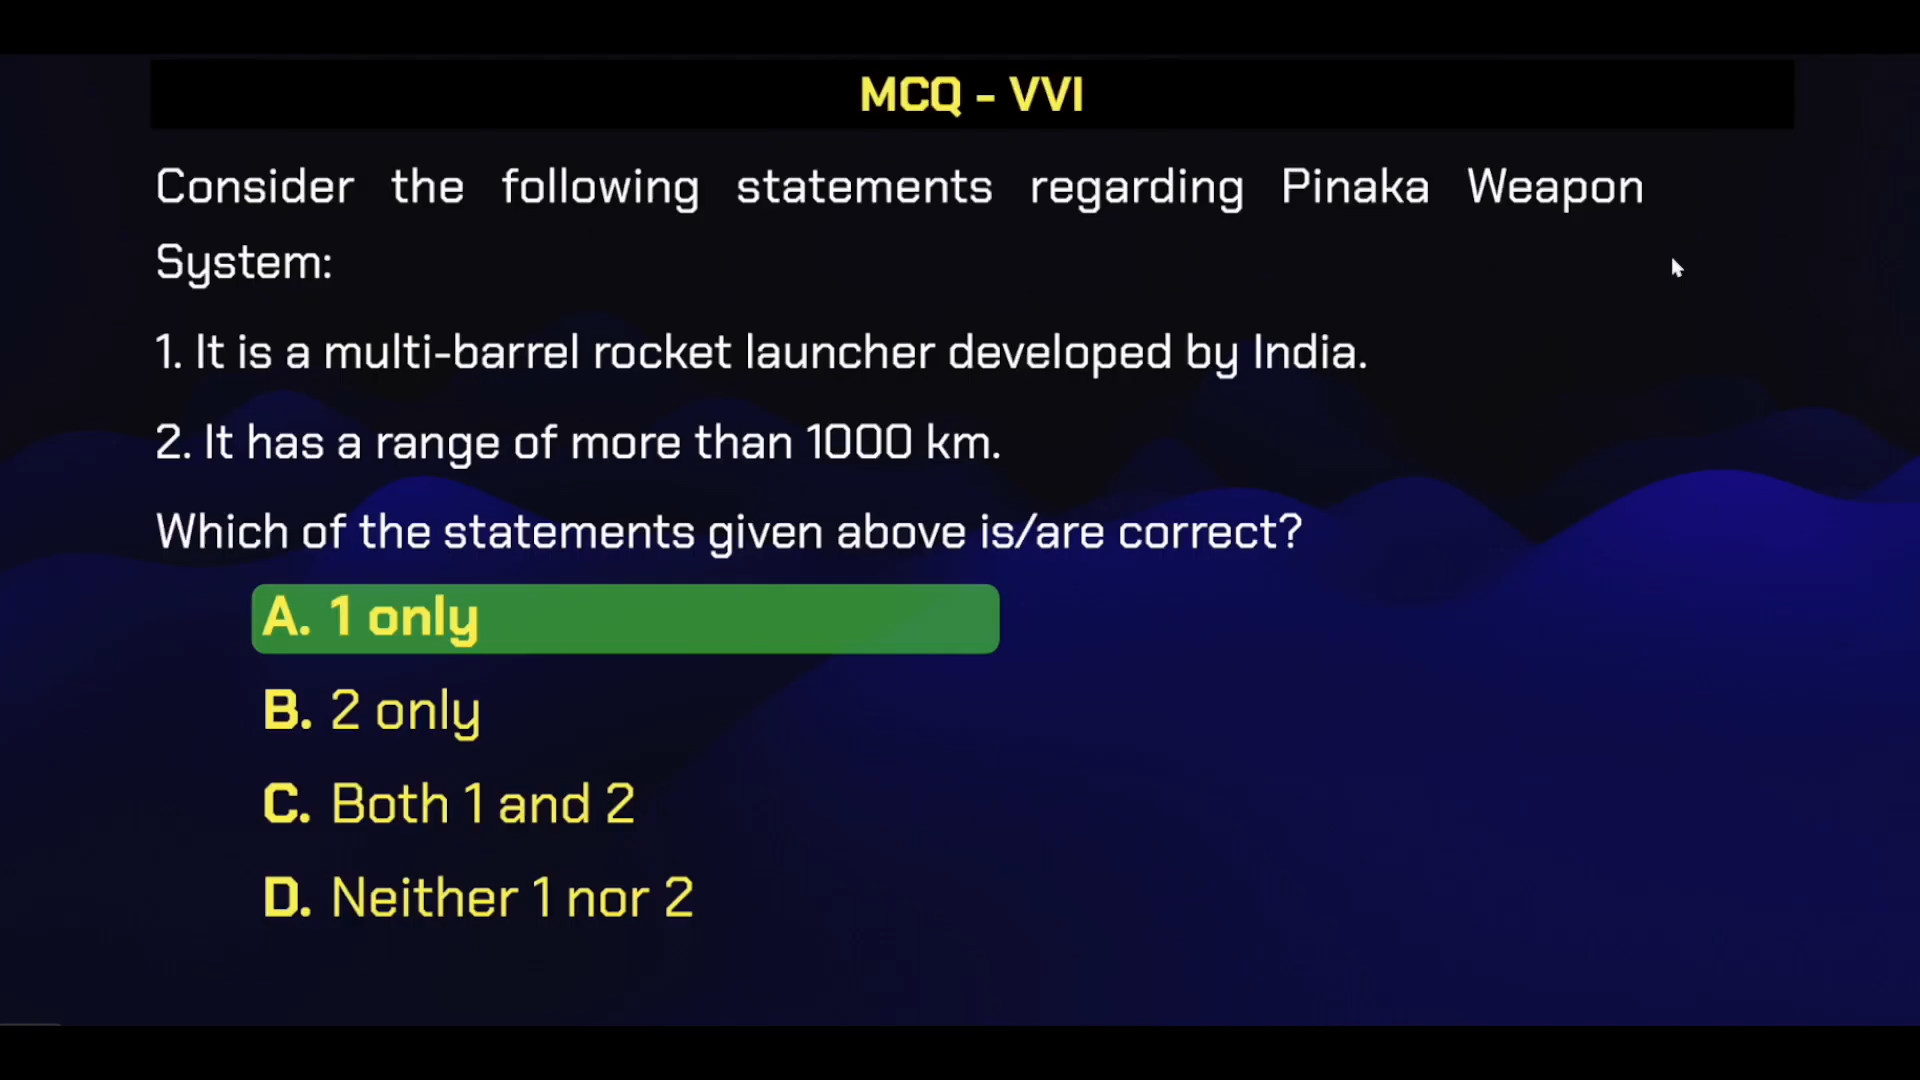 MCQ - VVI
Consider the following statements regarding Pinaka Weapon
System:
1. It is a multi-barrel rocket launcher developed by India.
2. It has a range of more than 1000 km.
Which of the statements given above is/are correct?
A. 1 only
B. 2 only
C. Both 1 and 2
D. Neither 1 nor 2